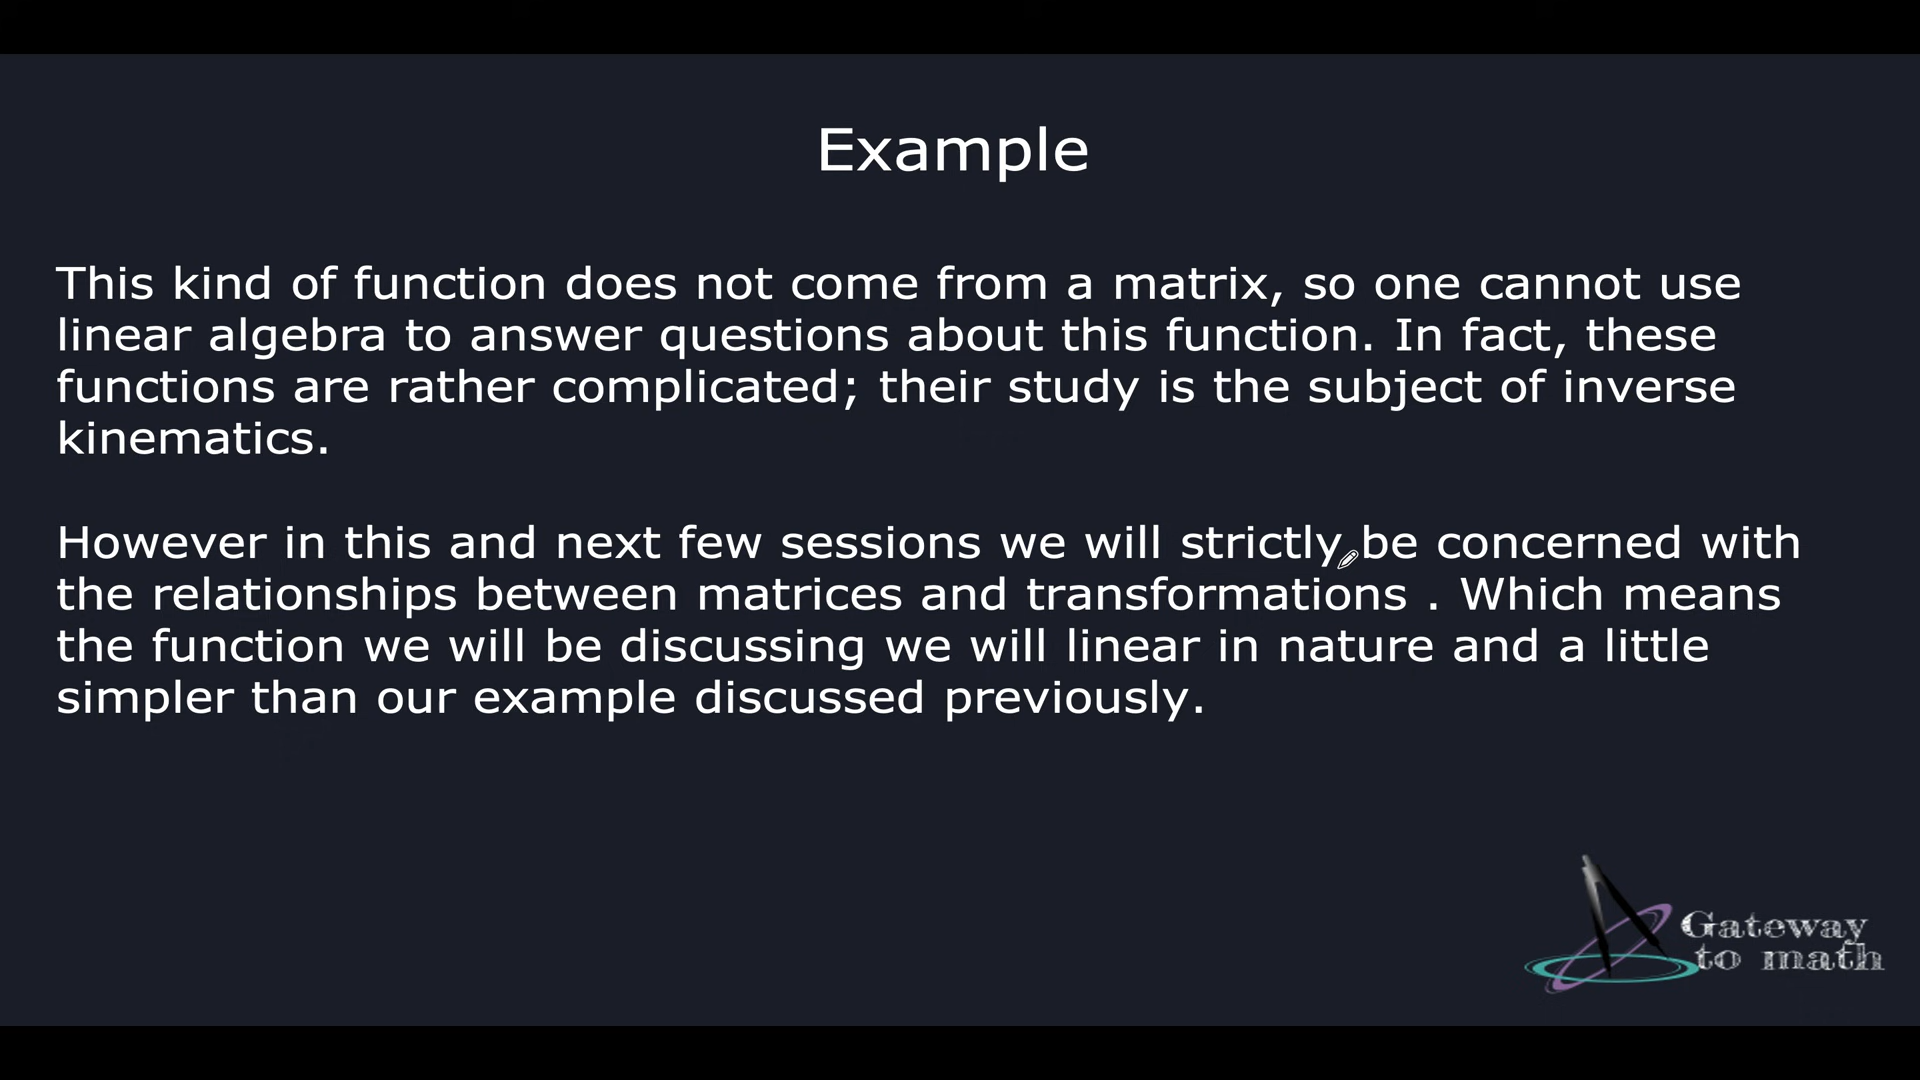 Example
This kind of function does not come from a matrix, so one cannot use
linear algebra to answer questions about this function. In fact, these
functions are rather complicated; their study is the subject of inverse
kinematics.
However in this and next few sessions we will strictly be concerned with
the relationships between matrices and transformations . Which means
the function we will be discussing we will linear in nature and a little
simpler than our example discussed previously.
Gateway
to math